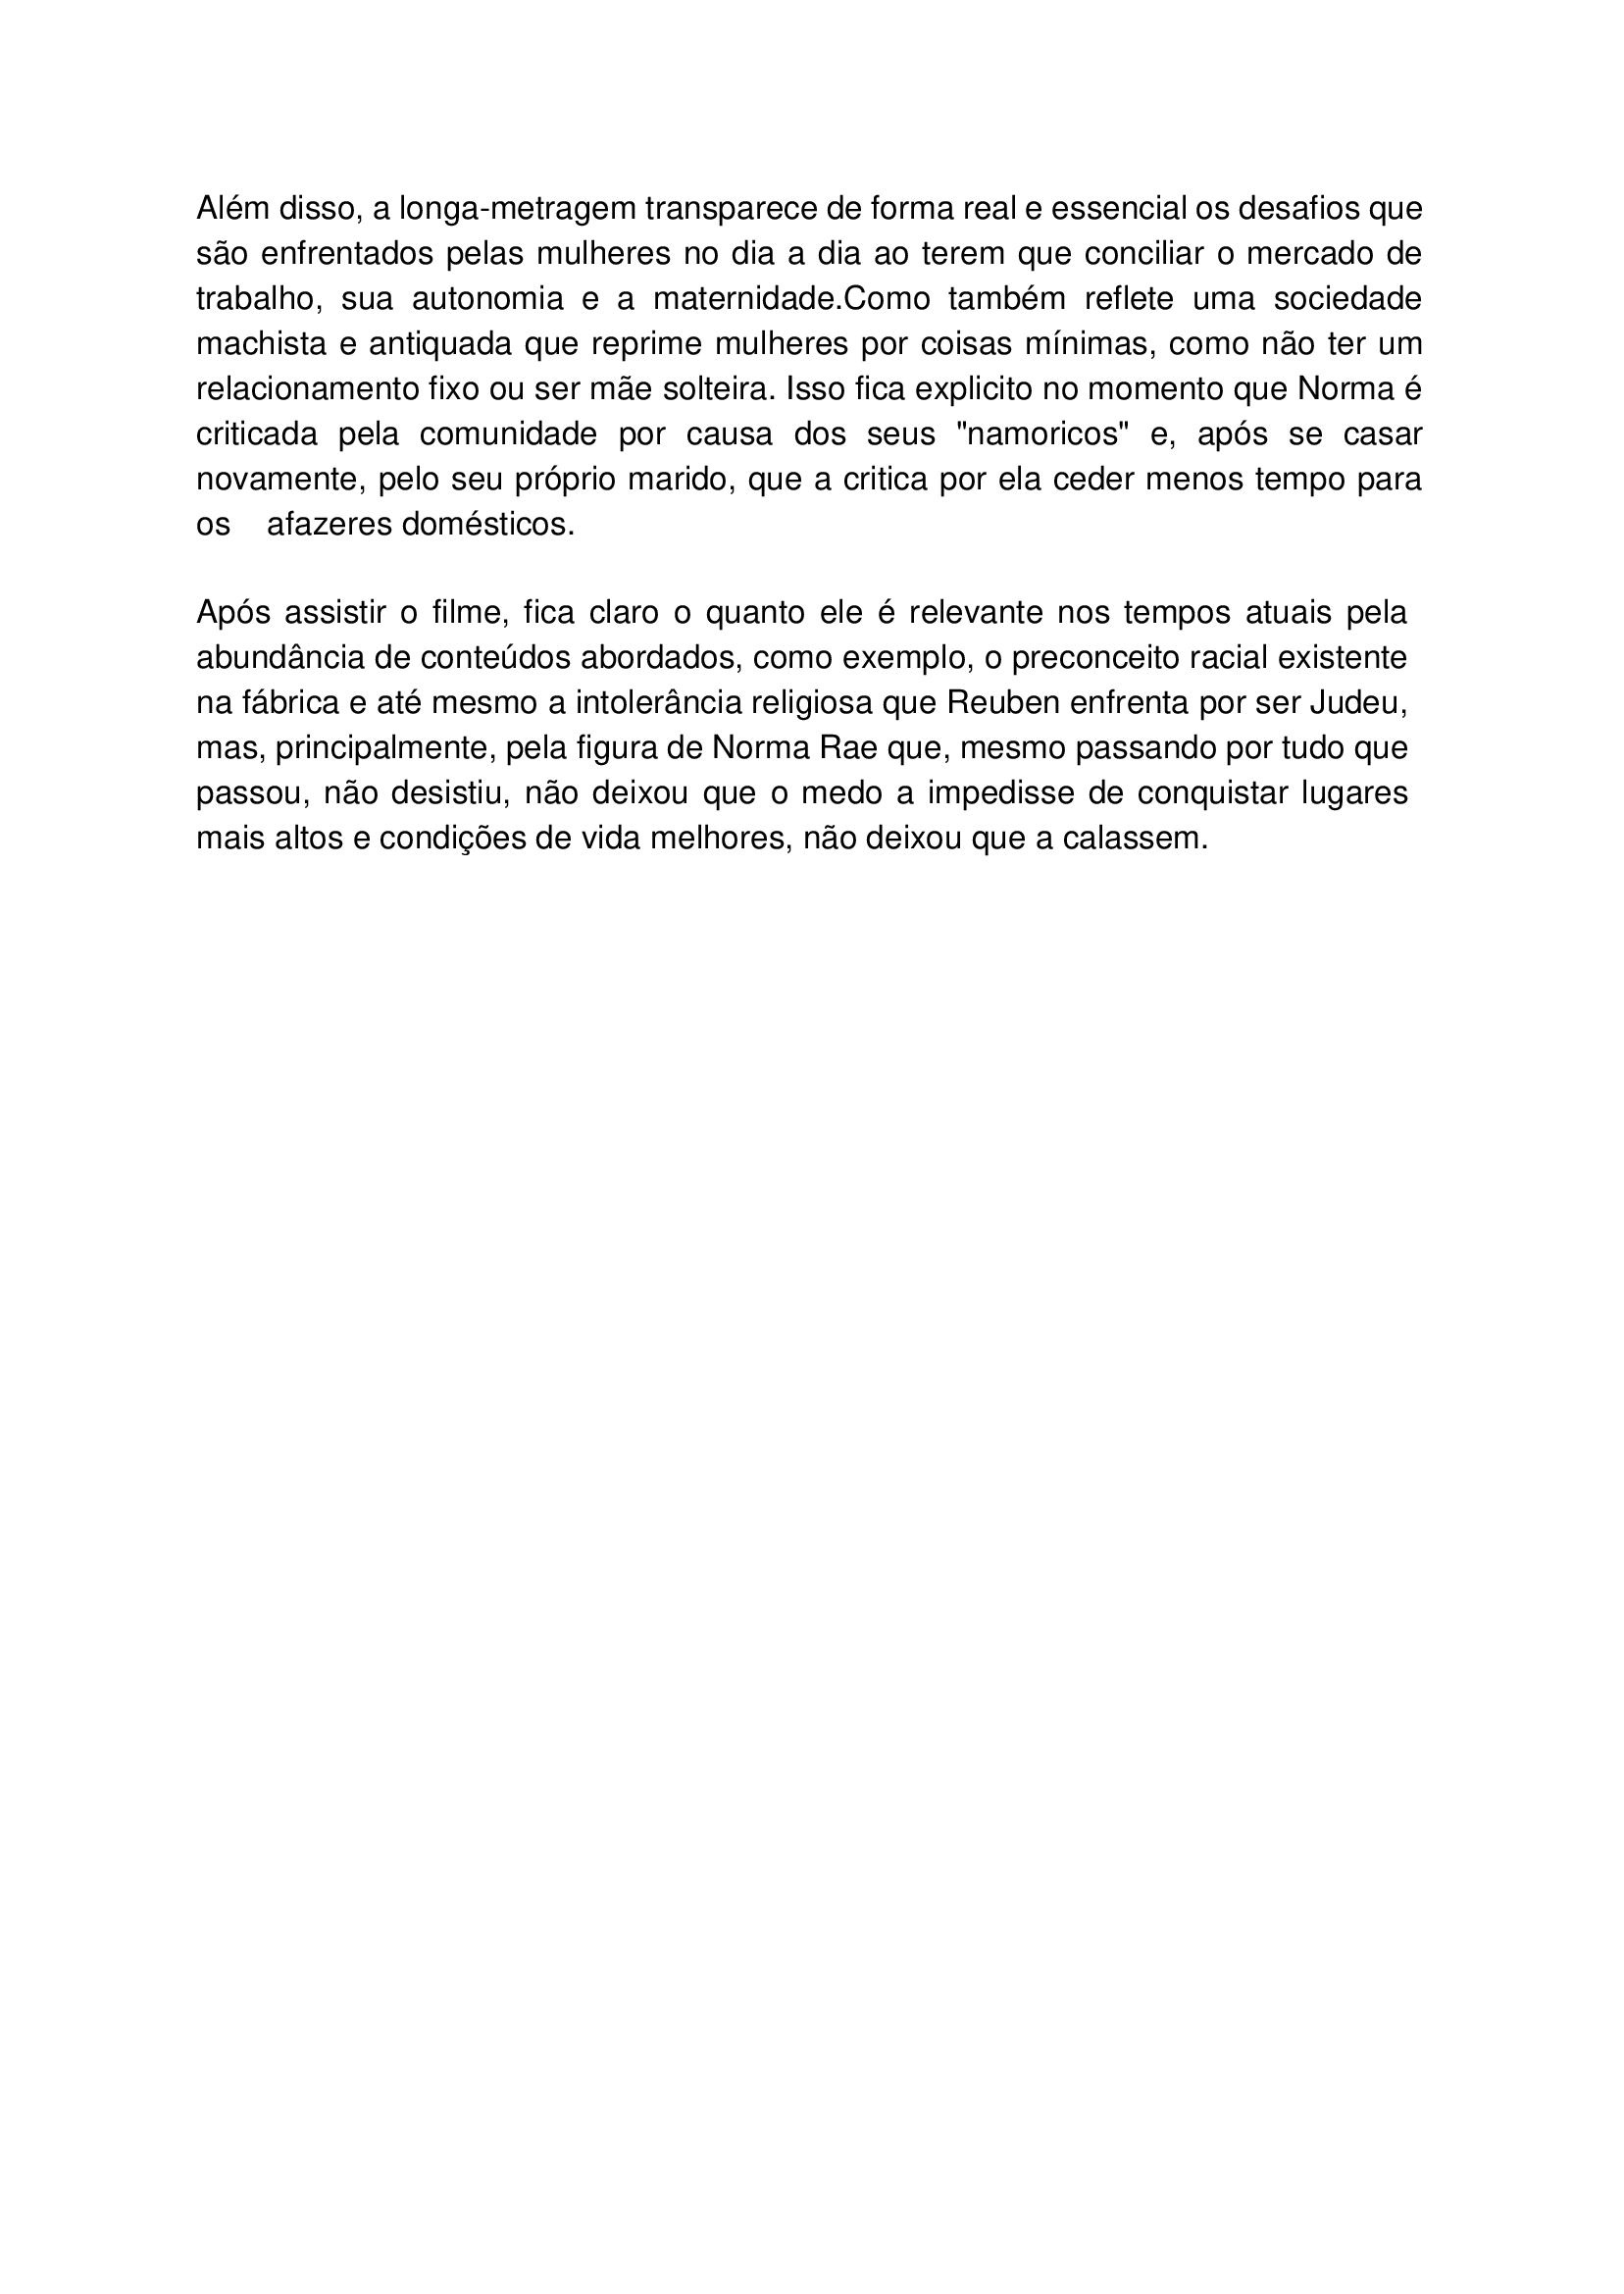 Além disso, a longa-metragem transparece de forma real e essencial os desafios que
são enfrentados pelas mulheres no dia a dia ao terem que conciliar o mercado de
trabalho, sua autonomia e a maternidade.Como também reflete uma sociedade
machista e antiquada que reprime mulheres por coisas mínimas, como não ter um
relacionamento fixo ou ser mãe solteira. Isso fica explicito no momento que Norma é
criticada pela comunidade por causa dos seus "namoricos" e, após se casar
novamente, pelo seu próprio marido, que a critica por ela ceder menos tempo para
os afazeres domésticos.
Após assistir o filme, fica claro o quanto ele é relevante nos tempos atuais pela
abundância de conteúdos abordados, como exemplo, o preconceito racial existente
na fábrica e até mesmo a intolerância religiosa que Reuben enfrenta por ser Judeu,
mas, principalmente, pela figura de Norma Rae que, mesmo passando por tudo que
passou, não desistiu, não deixou que o medo a impedisse de conquistar lugares
mais altos e condições de vida melhores, não deixou que a calassem.